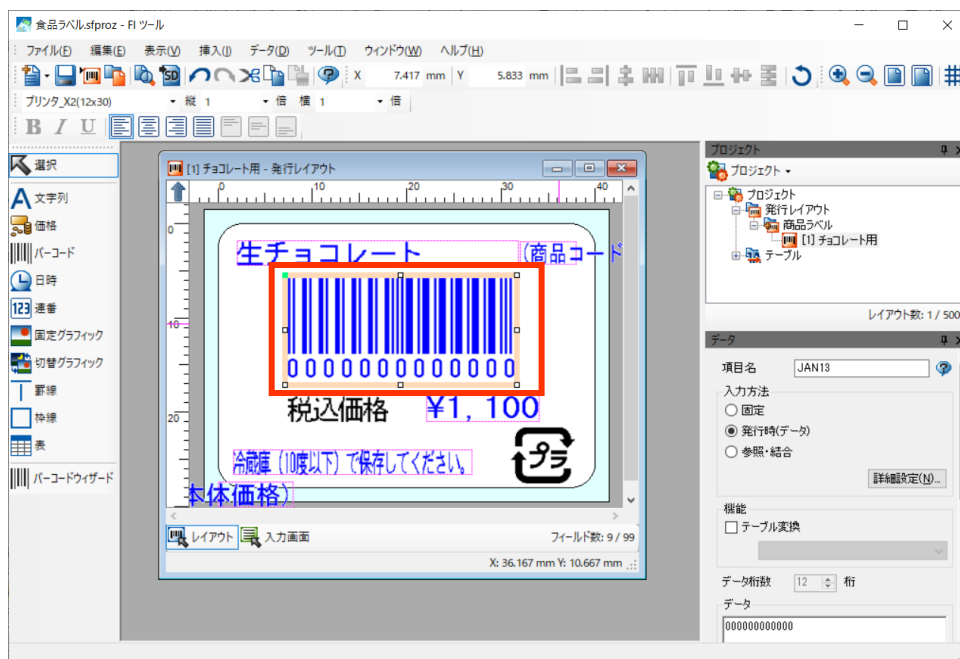 食品ラベル.sfproz - FI ツール
ファイル(F) 編集(E) 表示(V) 挿入(I) データ(D) ツール(T) ウィンドウ(W) ヘルプ(H)
SD X 7.417 mm Y 5.833 mm
プリンタ_X2(12x30) 縦 1 倍 横 1 倍
B I U
選択
文字列
価格
バーコード
日時
123 連番
固定グラフィック
切替グラフィック
罫線
枠線
表
バーコードウィザード
[1] チョコレート用 - 発行レイアウト
0 10 20 30 40
0
10
20
生チョコレート (商品コード
0000000000000
税込価格 ¥1, 100
プラ
冷蔵庫 (10度以下) で保存してください。
本体価格)
レイアウト 入力画面 フィールド数: 9 / 99
X: 36.167 mm Y: 10.667 mm
プロジェクト
プロジェクト
プロジェクト
発行レイアウト
商品ラベル
[1] チョコレート用
テーブル
レイアウト数: 1 / 500
データ
項目名 JAN13
入力方法
固定
発行時(データ)
参照・結合
詳細設定(N)...
機能
テーブル変換
データ桁数 12 桁
データ
000000000000